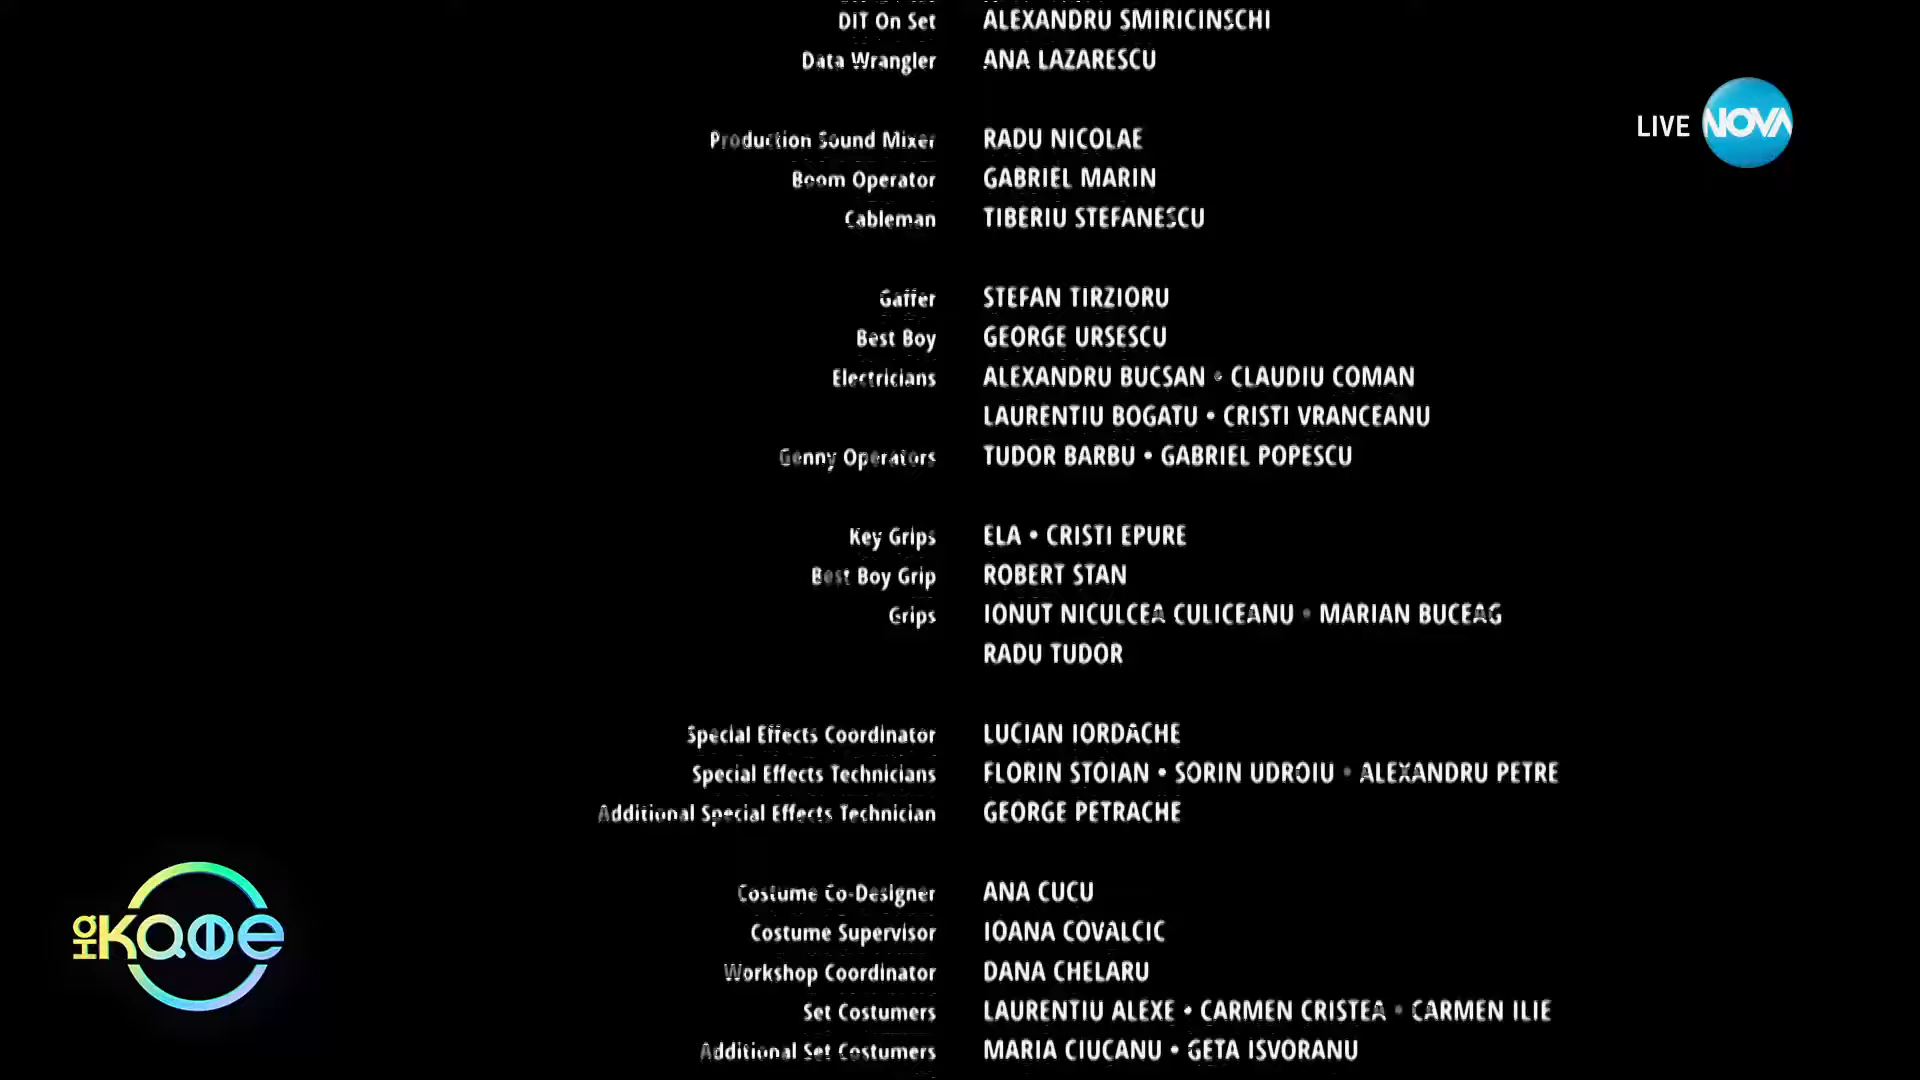 DIT On Set ALEXANDRU SMIRICINSCHI
Data Wrangler ANA LAZARESCU
LIVE NOVA
Production Sound Mixer RADU NICOLAE
Boom Operator GABRIEL MARIN
Cableman TIBERIU STEFANESCU
Gaffer STEFAN TIRZIORU
Best Boy GEORGE URSESCU
Electricians ALEXANDRU BUCSAN • CLAUDIU COMAN
LAURENTIU BOGATU • CRISTI VRANCEANU
Genny Operators TUDOR BARBU • GABRIEL POPESCU
Key Grips ELA • CRISTI EPURE
Best Boy Grip ROBERT STAN
Grips IONUT NICULCEA CULICEANU • MARIAN BUCEAG
RADU TUDOR
Special Effects Coordinator LUCIAN IORDACHE
Special Effects Technicians FLORIN STOIAN • SORIN UDROIU • ALEXANDRU PETRE
Additional Special Effects Technician GEORGE PETRACHE
Costume Co-Designer ANA CUCU
Costume Supervisor IOANA COVALCIC
на кафе
Workshop Coordinator DANA CHELARU
Set Costumers LAURENTIU ALEXE • CARMEN CRISTEA • CARMEN ILIE
Additional Set Costumers MARIA CIUCANU • GETA ISVORANU